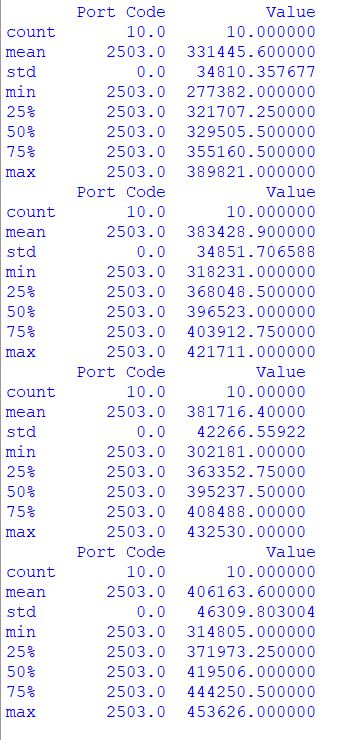 Port Code Value
count 10.0 10.000000
mean 2503.0 331445.600000
std 0.0 34810.357677
min 2503.0 277382.000000
25% 2503.0 321707.250000
50% 2503.0 329505.500000
75% 2503.0 355160.500000
max 2503.0 389821.000000
Port Code Value
count 10.0 10.000000
mean 2503.0 383428.900000
std 0.0 34851.706588
min 2503.0 318231.000000
25% 2503.0 368048.500000
50% 2503.0 396523.000000
75% 2503.0 403912.750000
max 2503.0 421711.000000
Port Code Value
count 10.0 10.00000
mean 2503.0 381716.40000
std 0.0 42266.55922
min 2503.0 302181.00000
25% 2503.0 363352.75000
50% 2503.0 395237.50000
75% 2503.0 408488.00000
max 2503.0 432530.00000
Port Code Value
count 10.0 10.000000
mean 2503.0 406163.600000
std 0.0 46309.803004
min 2503.0 314805.000000
25% 2503.0 371973.250000
50% 2503.0 419506.000000
75% 2503.0 444250.500000
max 2503.0 453626.000000